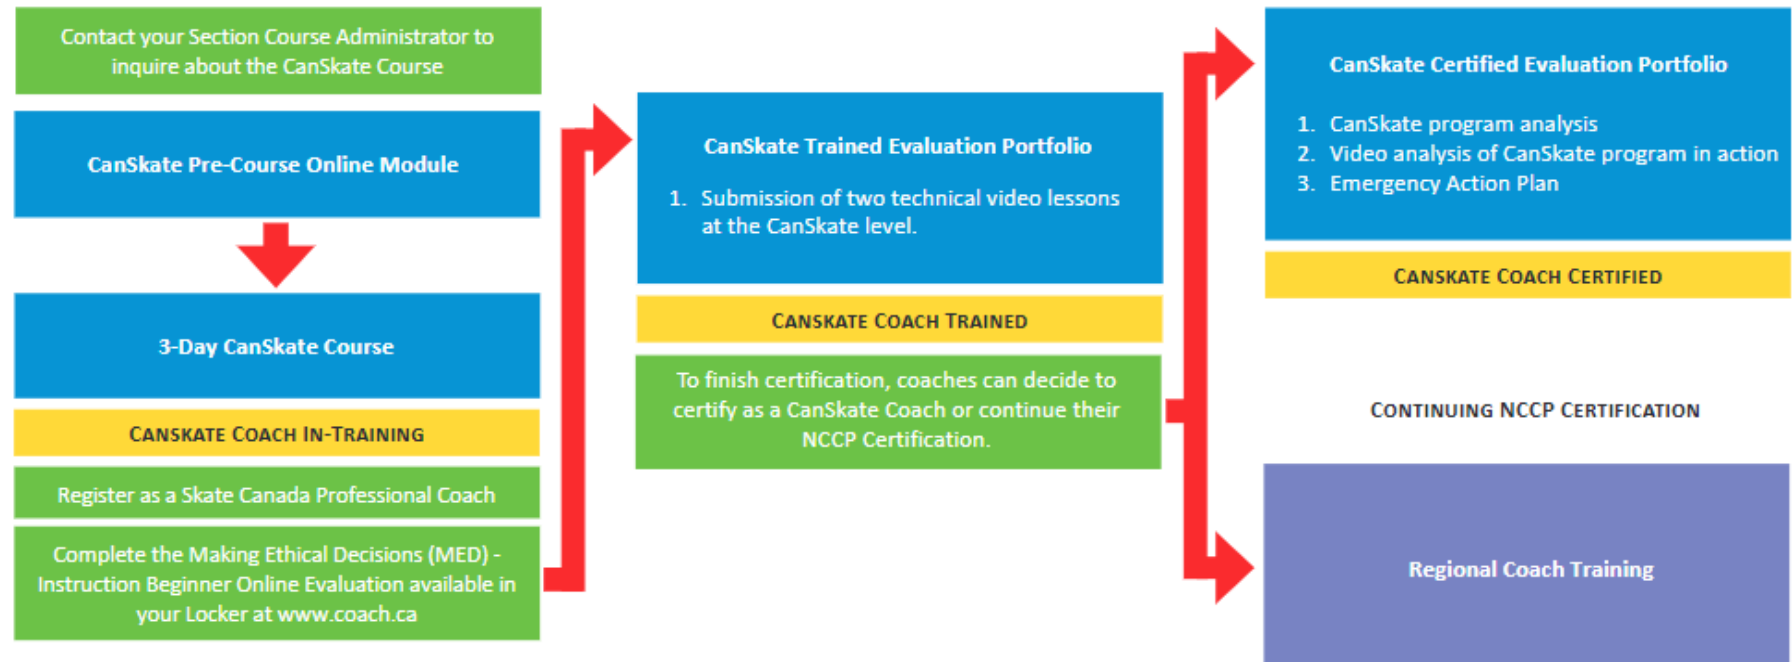 Contact your Section Course Administrator to
inquire about the CanSkate Course
CanSkate Pre-Course Online Module
3-Day CanSkate Course
CANSKATE COACH IN-TRAINING
Register as a Skate Canada Professional Coach
Complete the Making Ethical Decisions (MED) -
Instruction Beginner Online Evaluation available in
your Locker at www.coach.ca
CanSkate Trained Evaluation Portfolio
1. Submission of two technical video lessons
at the CanSkate level.
CANSKATE COACH TRAINED
To finish certification, coaches can decide to
certify as a CanSkate Coach or continue their
NCCP Certification.
CanSkate Certified Evaluation Portfolio
1. CanSkate program analysis
2. Video analysis of CanSkate program in action
3. Emergency Action Plan
CANSKATE COACH CERTIFIED
CONTINUING NCCP CERTIFICATION
Regional Coach Training